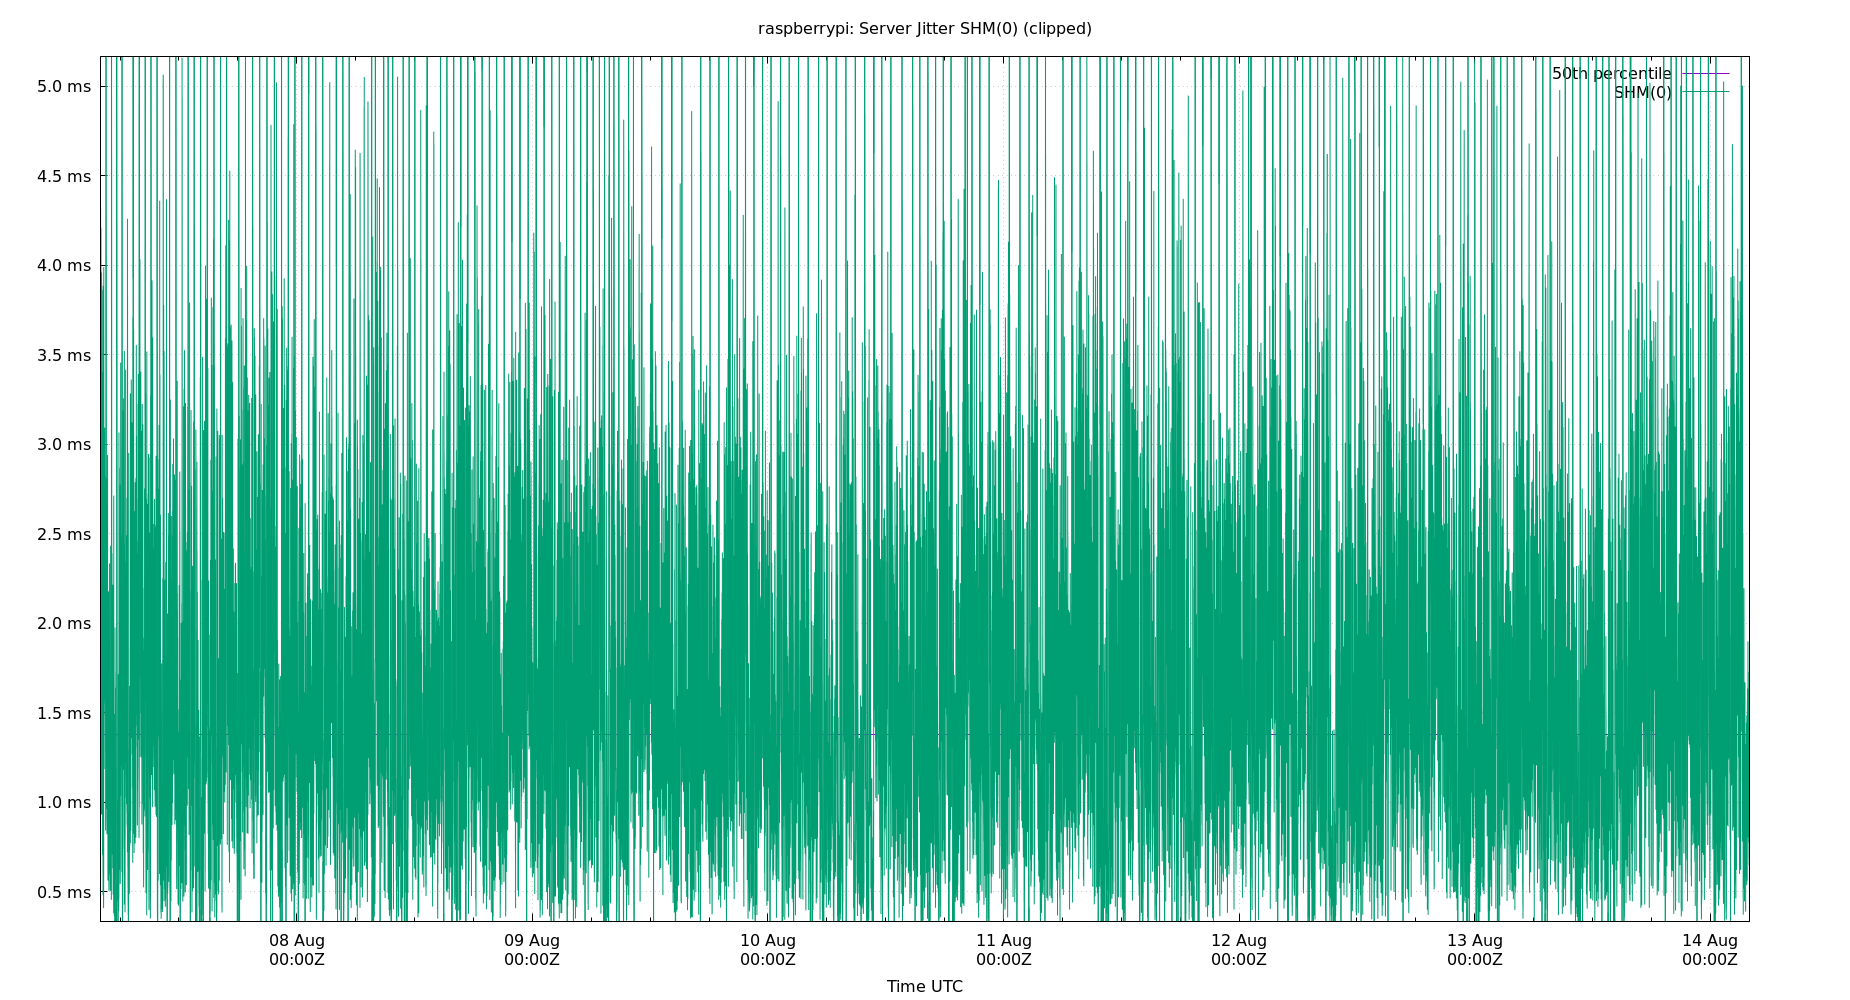 raspberrypi: Server Jitter SHM(0) (clipped)
50th percentile
SHM(0)
5.0 ms
4.5 ms
4.0 ms
3.5 ms
3.0 ms
2.5 ms
2.0 ms
1.5 ms
1.0 ms
0.5 ms
08 Aug 09 Aug 10 Aug 11 Aug 12 Aug 13 Aug 14 Aug
00:00Z 00:00Z 00:00Z 00:00Z 00:00Z 00:00Z 00:00Z
Time UTC